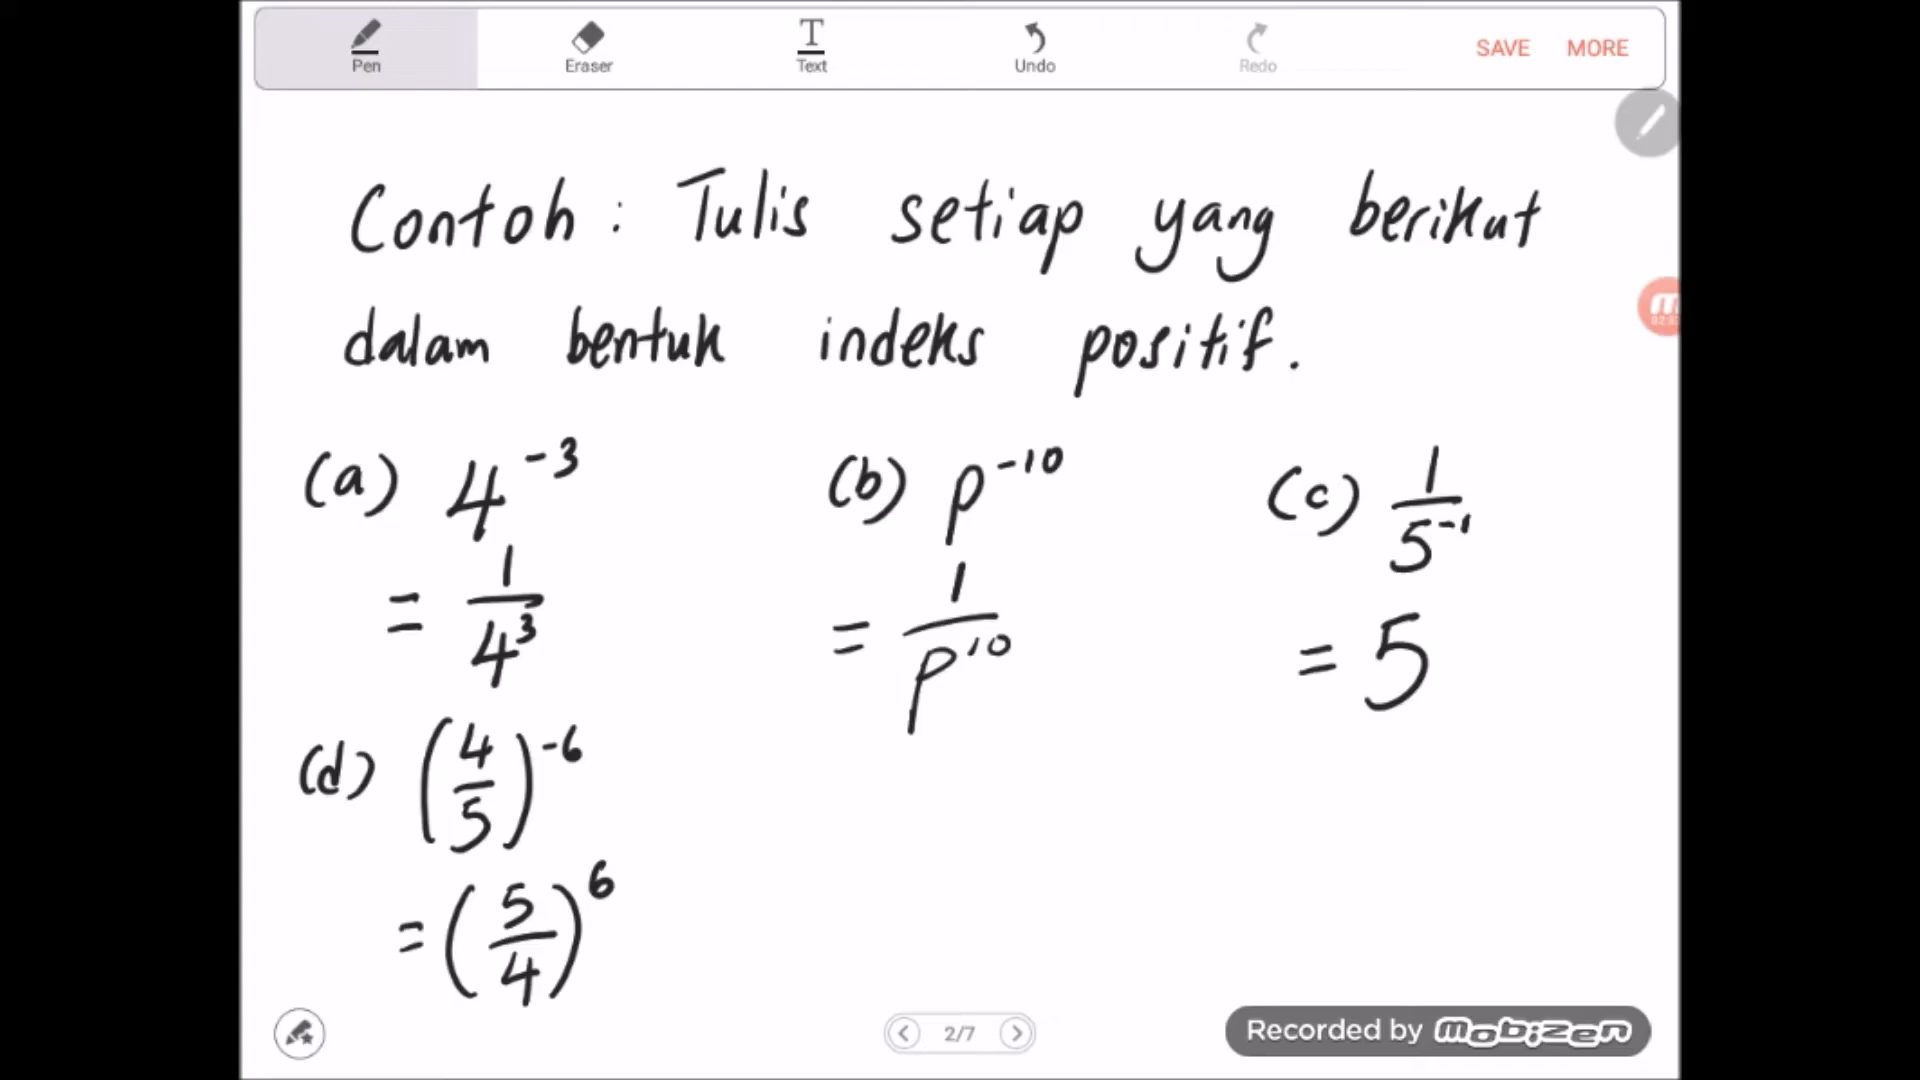 Pen Eraser Text Undo Redo SAVE MORE
Contoh : Tulis setiap yang berikut
dalam bentuk indeks positif.
(a) 4^-3 (b) p^-10 (c) 1/5^-1
= 1/4^3 = 1/p^10 = 5
(d) (4/5)^-6
= (5/4)^6
2/7
Recorded by mobizen